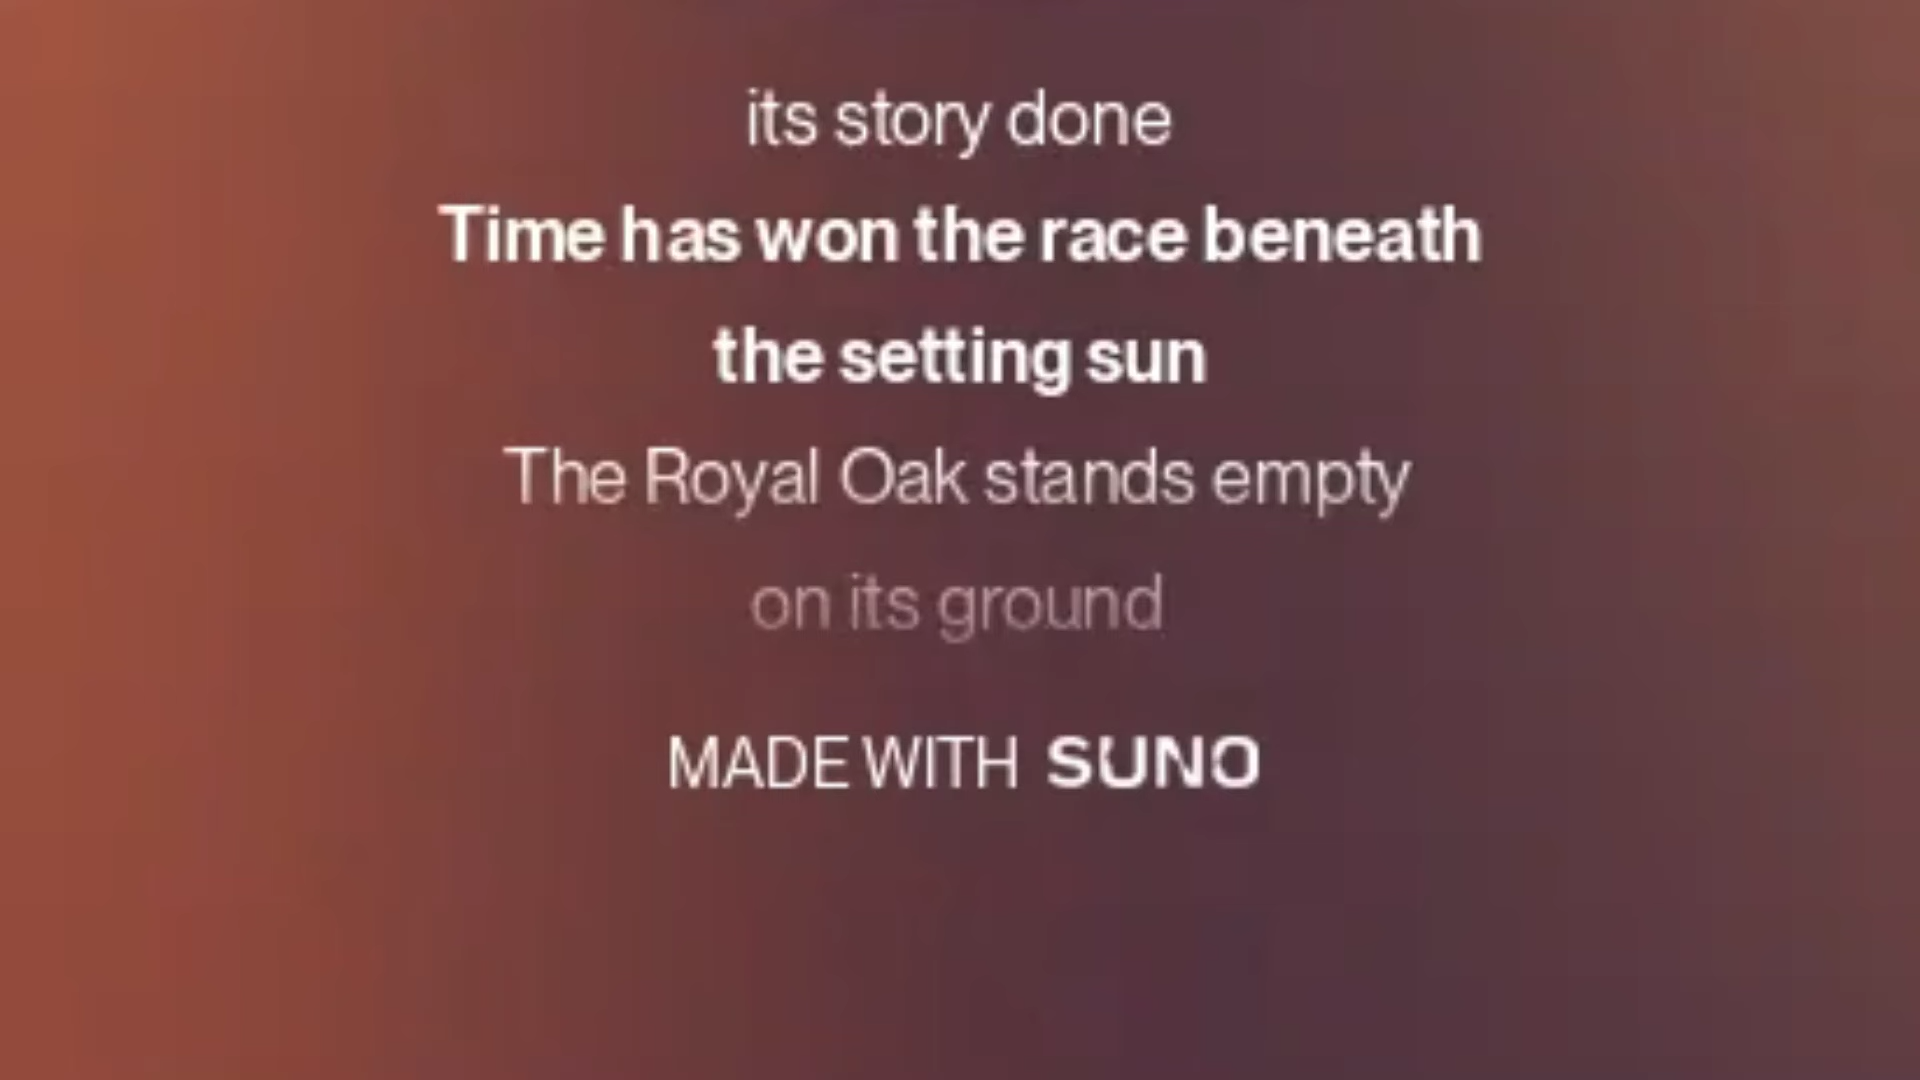 its story done
Time has won the race beneath
the setting sun
The Royal Oak stands empty
on its ground
MADE WITH SUNO